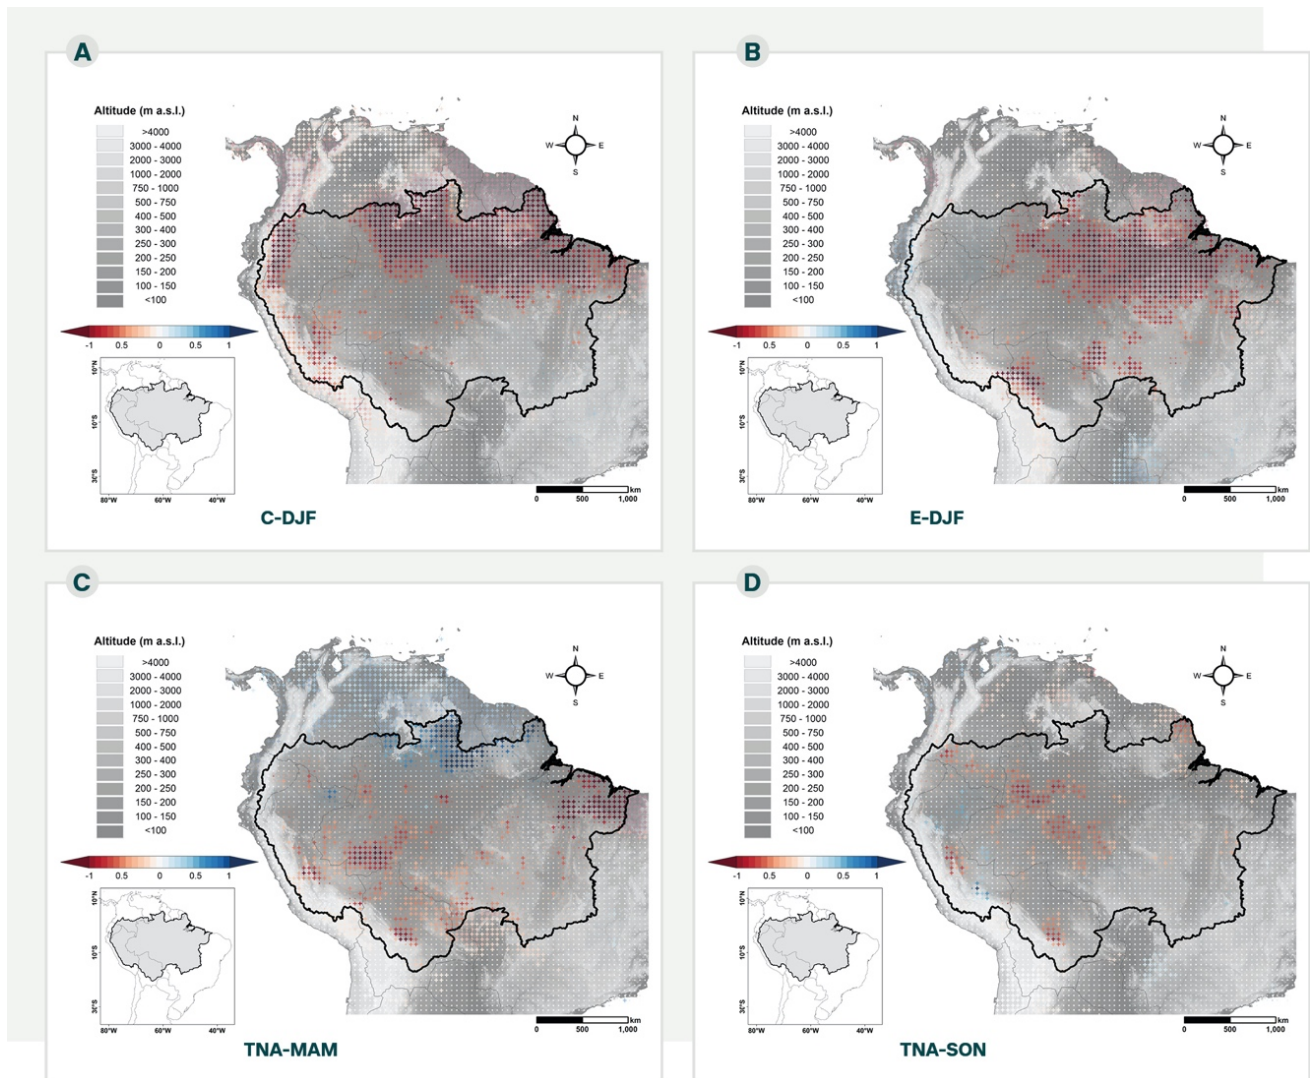 A
Altitude (m a.s.l.)
>4000
3000 - 4000
2000 - 3000
1000 - 2000
750 - 1000
500 - 750
400 - 500
300 - 400
250 - 300
200 - 250
150 - 200
100 - 150
<100
-1 0.5 0 0.5 1
N
W E
S
10°N
10°S
30°S
80°W 60°W 40°W
km
0 500 1,000
C-DJF
B
Altitude (m a.s.l.)
>4000
3000 - 4000
2000 - 3000
1000 - 2000
750 - 1000
500 - 750
400 - 500
300 - 400
250 - 300
200 - 250
150 - 200
100 - 150
<100
-1 0.5 0 0.5 1
N
W E
S
10°N
10°S
30°S
80°W 60°W 40°W
km
0 500 1,000
E-DJF
C
Altitude (m a.s.l.)
>4000
3000 - 4000
2000 - 3000
1000 - 2000
750 - 1000
500 - 750
400 - 500
300 - 400
250 - 300
200 - 250
150 - 200
100 - 150
<100
-1 0.5 0 0.5 1
N
W E
S
10°N
10°S
30°S
80°W 60°W 40°W
km
0 500 1,000
TNA-MAM
D
Altitude (m a.s.l.)
>4000
3000 - 4000
2000 - 3000
1000 - 2000
750 - 1000
500 - 750
400 - 500
300 - 400
250 - 300
200 - 250
150 - 200
100 - 150
<100
-1 0.5 0 0.5 1
N
W E
S
10°N
10°S
30°S
80°W 60°W 40°W
km
0 500 1,000
TNA-SON